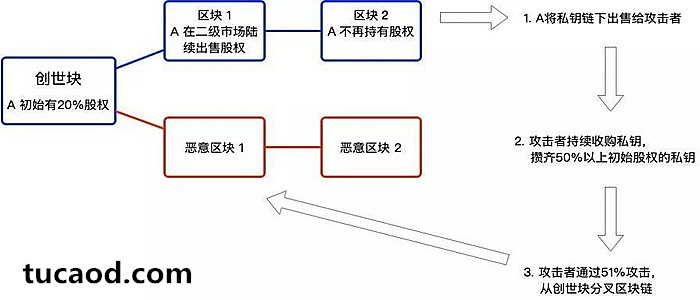 区块 1
A 在二级市场陆
续出售股权
区块 2
A 不再持有股权
1. A将私钥链下出售给攻击者
创世块
A 初始有20%股权
恶意区块 1
恶意区块 2
2. 攻击者持续收购私钥，
攒齐50%以上初始股权的私钥
3. 攻击者通过51%攻击，
从创世块分叉区块链
tucaod.com